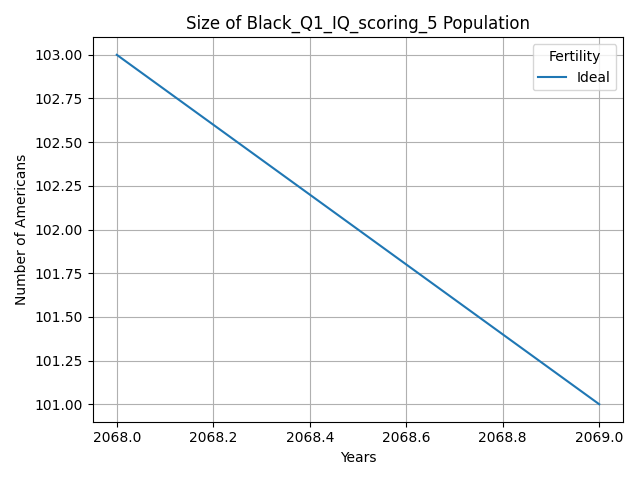 Size of Black_Q1_IQ_scoring_5 Population
103.00
102.75
102.50
102.25
102.00
101.75
101.50
101.25
101.00
Number of Americans
Fertility
Ideal
2068.0 2068.2 2068.4 2068.6 2068.8 2069.0
Years